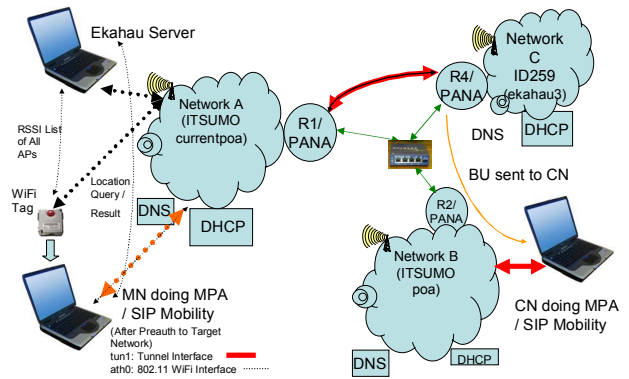 Ekahau Server
Network A
(ITSUMO
currentpoa)
R1/
PANA
R4/
PANA
Network
C
ID259
(ekahau3)
DHCP
DNS
BU sent to CN
RSSI List
of All
APs
WiFi
Tag
Location
Query /
Result
DNS
DHCP
R2/
PANA
Network B
(ITSUMO
poa)
DNS
DHCP
CN doing MPA
/ SIP Mobility
MN doing MPA
/ SIP Mobility
(After Preauth to Target
Network)
tun1: Tunnel Interface
ath0: 802.11 WiFi Interface